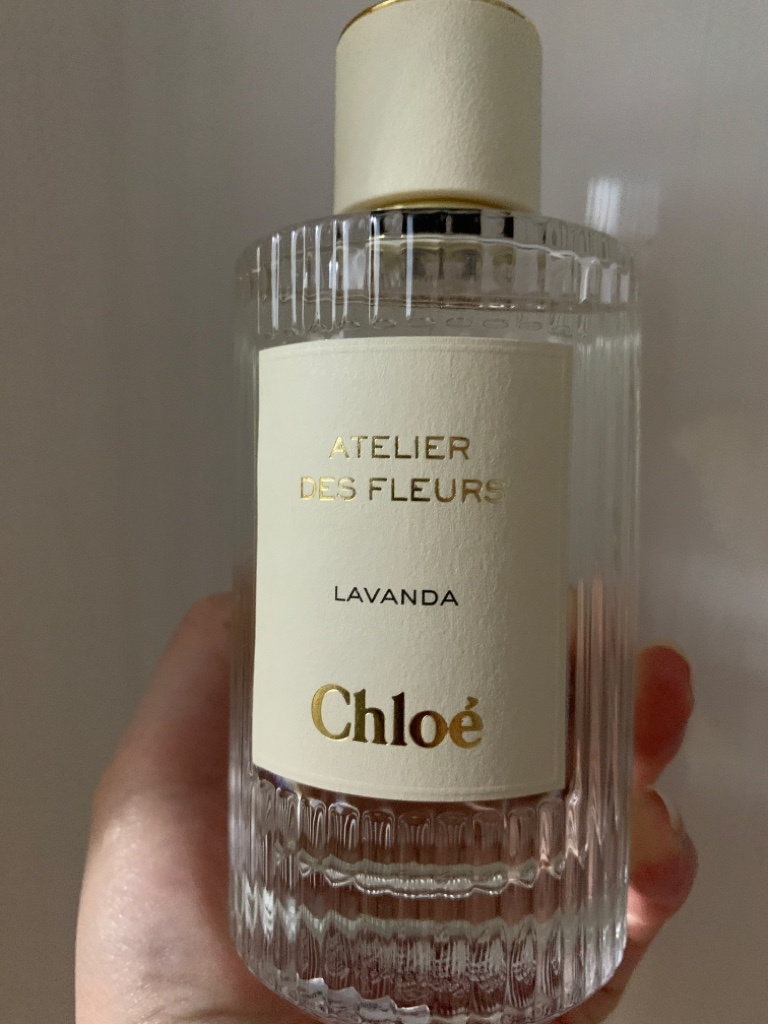 ATELIER
DES FLEURS
LAVANDA
Chloé